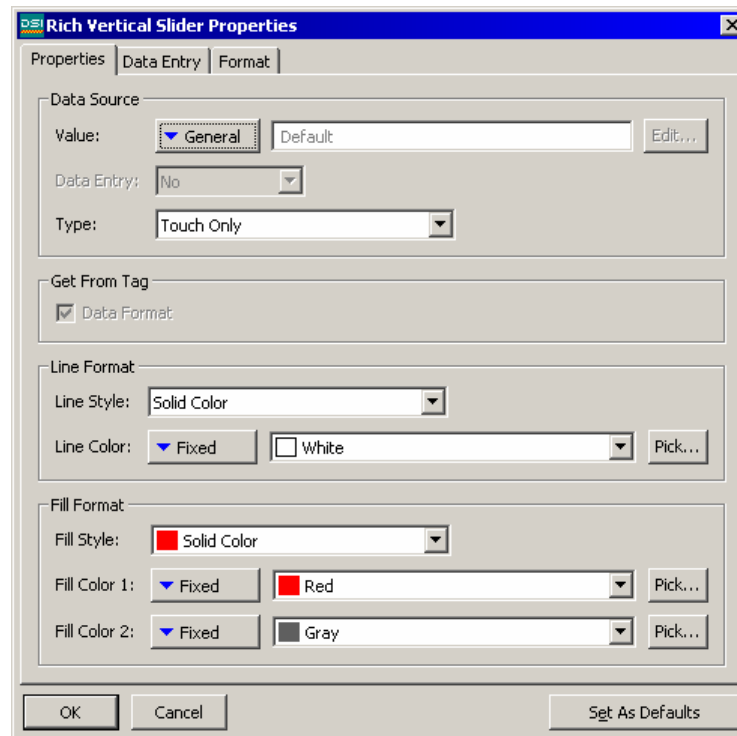 DSI Rich Vertical Slider Properties
Properties Data Entry Format
Data Source
Value: General Default Edit...
Data Entry: No
Type: Touch Only
Get From Tag
Data Format
Line Format
Line Style: Solid Color
Line Color: Fixed White Pick...
Fill Format
Fill Style: Solid Color
Fill Color 1: Fixed Red Pick...
Fill Color 2: Fixed Gray Pick...
OK Cancel Set As Defaults